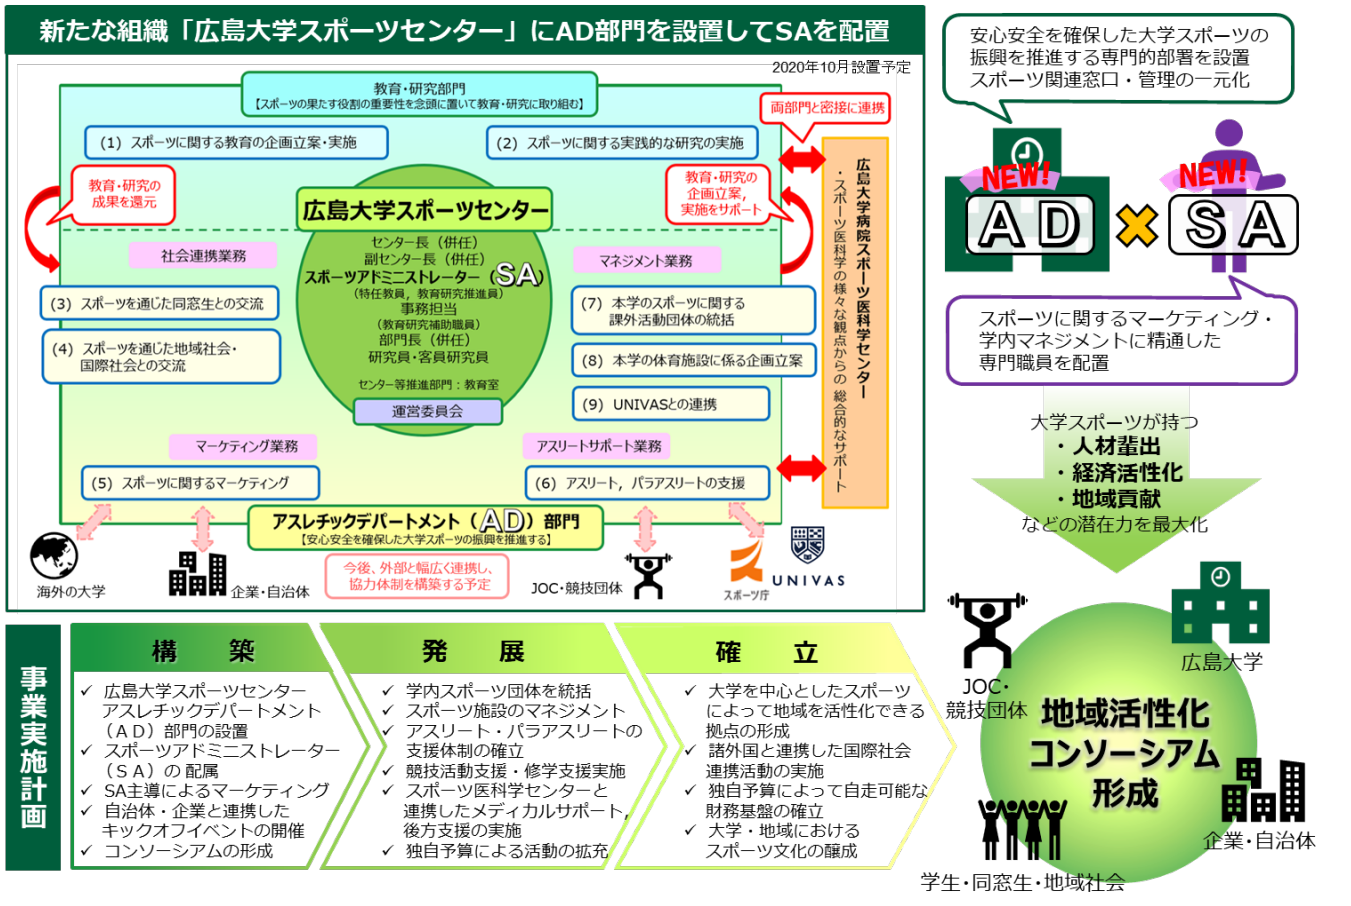 新たな組織「広島大学スポーツセンター」にAD部門を設置してSAを配置
2020年10月設置予定
教育・研究部門
【スポーツの果たす役割の重要性を念頭に置いて教育・研究に取り組む】
両部門と密接に連携
(1) スポーツに関する教育の企画立案・実施
(2) スポーツに関する実践的な研究の実施
教育・研究の
成果を還元
教育・研究の
企画立案,
実施をサポート
広島大学スポーツセンター
センター長（併任）
副センター長（併任）
スポーツアドミニストレーター（SA）
（特任教員，教育研究推進員）
事務担当
（教育研究補助職員）
部門長（併任）
研究員・客員研究員
センター等推進部門：教育室
運営委員会
社会連携業務
(3) スポーツを通じた同窓生との交流
(4) スポーツを通じた地域社会・
国際社会との交流
マネジメント業務
(7) 本学のスポーツに関する
課外活動団体の統括
(8) 本学の体育施設に係る企画立案
(9) UNIVASとの連携
マーケティング業務
(5) スポーツに関するマーケティング
アスリートサポート業務
(6) アスリート，パラアスリートの支援
広島大学病院スポーツ医科学センター
・スポーツ医科学の様々な観点からの総合的なサポート
アスレチックデパートメント（AD）部門
【安心安全を確保した大学スポーツの振興を推進する】
今後、外部と幅広く連携し、
協力体制を構築する予定
海外の大学
企業・自治体
JOC・競技団体
スポーツ庁
UNIVAS
安心安全を確保した大学スポーツの
振興を推進する専門的部署を設置
スポーツ関連窓口・管理の一元化
NEW!
NEW!
AD
SA
スポーツに関するマーケティング・
学内マネジメントに精通した
専門職員を配置
大学スポーツが持つ
・人材輩出
・経済活性化
・地域貢献
などの潜在力を最大化
広島大学
JOC・
競技団体
地域活性化
コンソーシアム
形成
企業・自治体
学生・同窓生・地域社会
事業実施計画
構 築
✓ 広島大学スポーツセンター
アスレチックデパートメント
（ＡＤ）部門の設置
✓ スポーツアドミニストレーター
（ＳＡ）の 配属
✓ SA主導によるマーケティング
✓ 自治体・企業と連携した
キックオフイベントの開催
✓ コンソーシアムの形成
発 展
✓ 学内スポーツ団体を統括
✓ スポーツ施設のマネジメント
✓ アスリート・パラアスリートの
支援体制の確立
✓ 競技活動支援・修学支援実施
✓ スポーツ医科学センターと
連携したメディカルサポート，
後方支援の実施
✓ 独自予算による活動の拡充
確 立
✓ 大学を中心としたスポーツ
によって地域を活性化できる
拠点の形成
✓ 諸外国と連携した国際社会
連携活動の実施
✓ 独自予算によって自走可能な
財務基盤の確立
✓ 大学・地域における
スポーツ文化の醸成